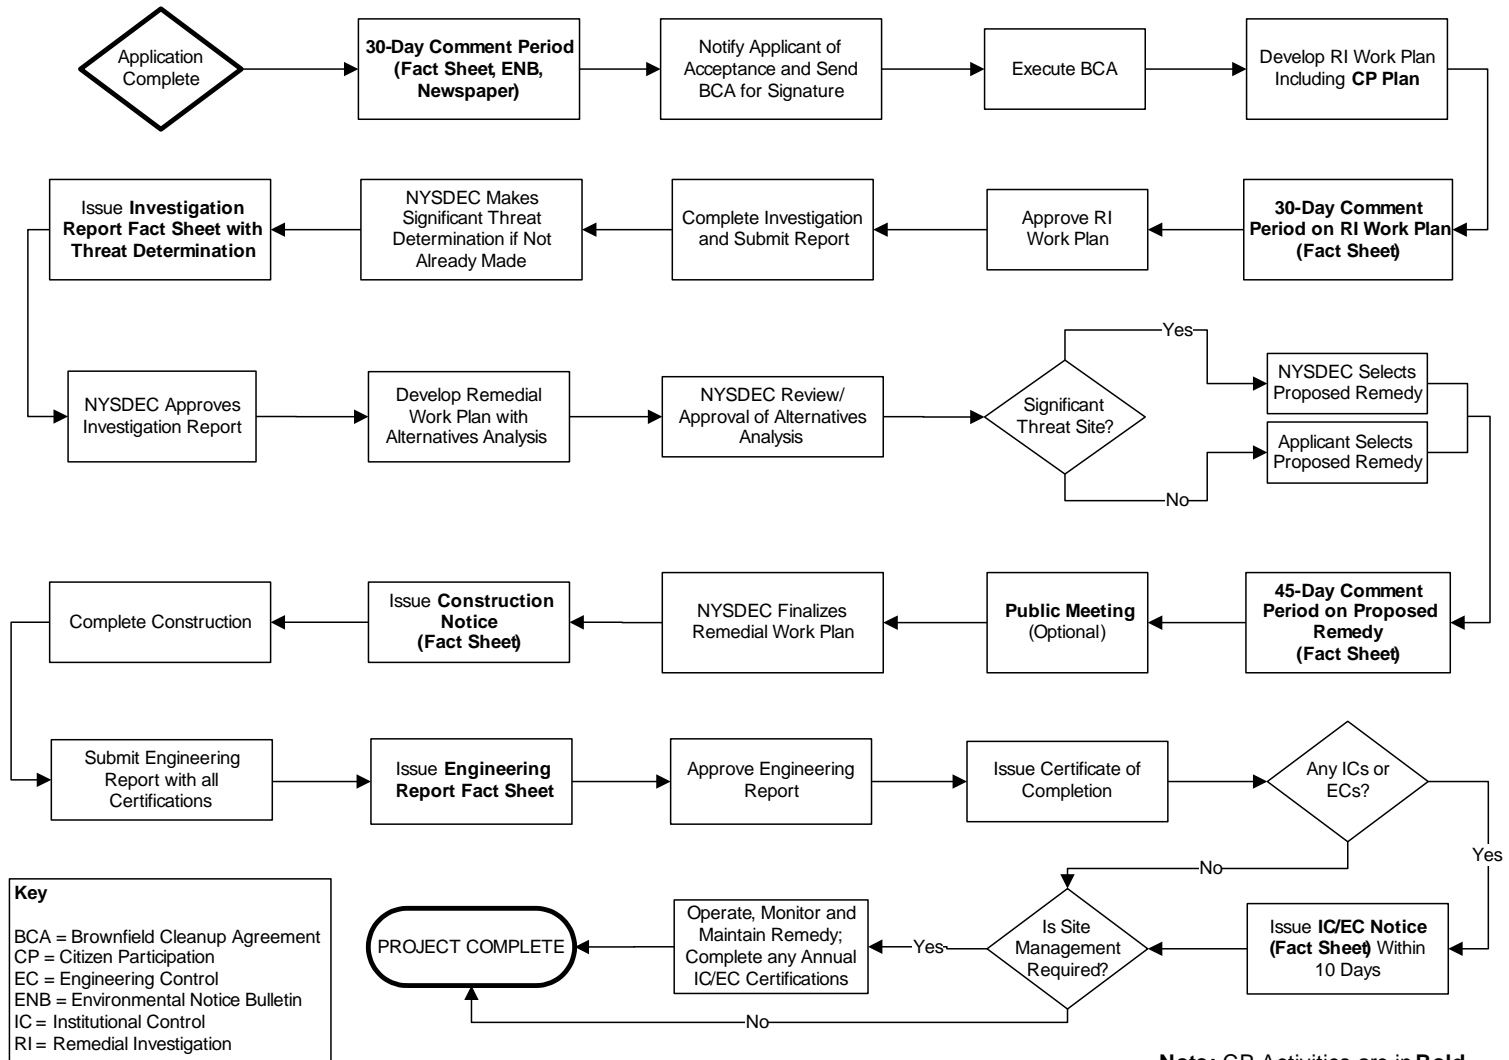 Application
Complete
30-Day Comment Period
(Fact Sheet, ENB,
Newspaper)
Notify Applicant of
Acceptance and Send
BCA for Signature
Execute BCA
Develop RI Work Plan
Including CP Plan
30-Day Comment
Period on RI Work Plan
(Fact Sheet)
Approve RI
Work Plan
Complete Investigation
and Submit Report
NYSDEC Makes
Significant Threat
Determination if Not
Already Made
Issue Investigation
Report Fact Sheet with
Threat Determination
NYSDEC Approves
Investigation Report
Develop Remedial
Work Plan with
Alternatives Analysis
NYSDEC Review/
Approval of Alternatives
Analysis
Significant
Threat Site?
Yes
No
NYSDEC Selects
Proposed Remedy
Applicant Selects
Proposed Remedy
45-Day Comment
Period on Proposed
Remedy
(Fact Sheet)
Public Meeting
(Optional)
NYSDEC Finalizes
Remedial Work Plan
Issue Construction
Notice
(Fact Sheet)
Complete Construction
Submit Engineering
Report with all
Certifications
Issue Engineering
Report Fact Sheet
Approve Engineering
Report
Issue Certificate of
Completion
Any ICs or
ECs?
Yes
No
Issue IC/EC Notice
(Fact Sheet) Within
10 Days
Is Site
Management
Required?
Yes
No
Operate, Monitor and
Maintain Remedy;
Complete any Annual
IC/EC Certifications
PROJECT COMPLETE
Key
BCA = Brownfield Cleanup Agreement
CP = Citizen Participation
EC = Engineering Control
ENB = Environmental Notice Bulletin
IC = Institutional Control
RI = Remedial Investigation
Note: CP Activities are in Bold